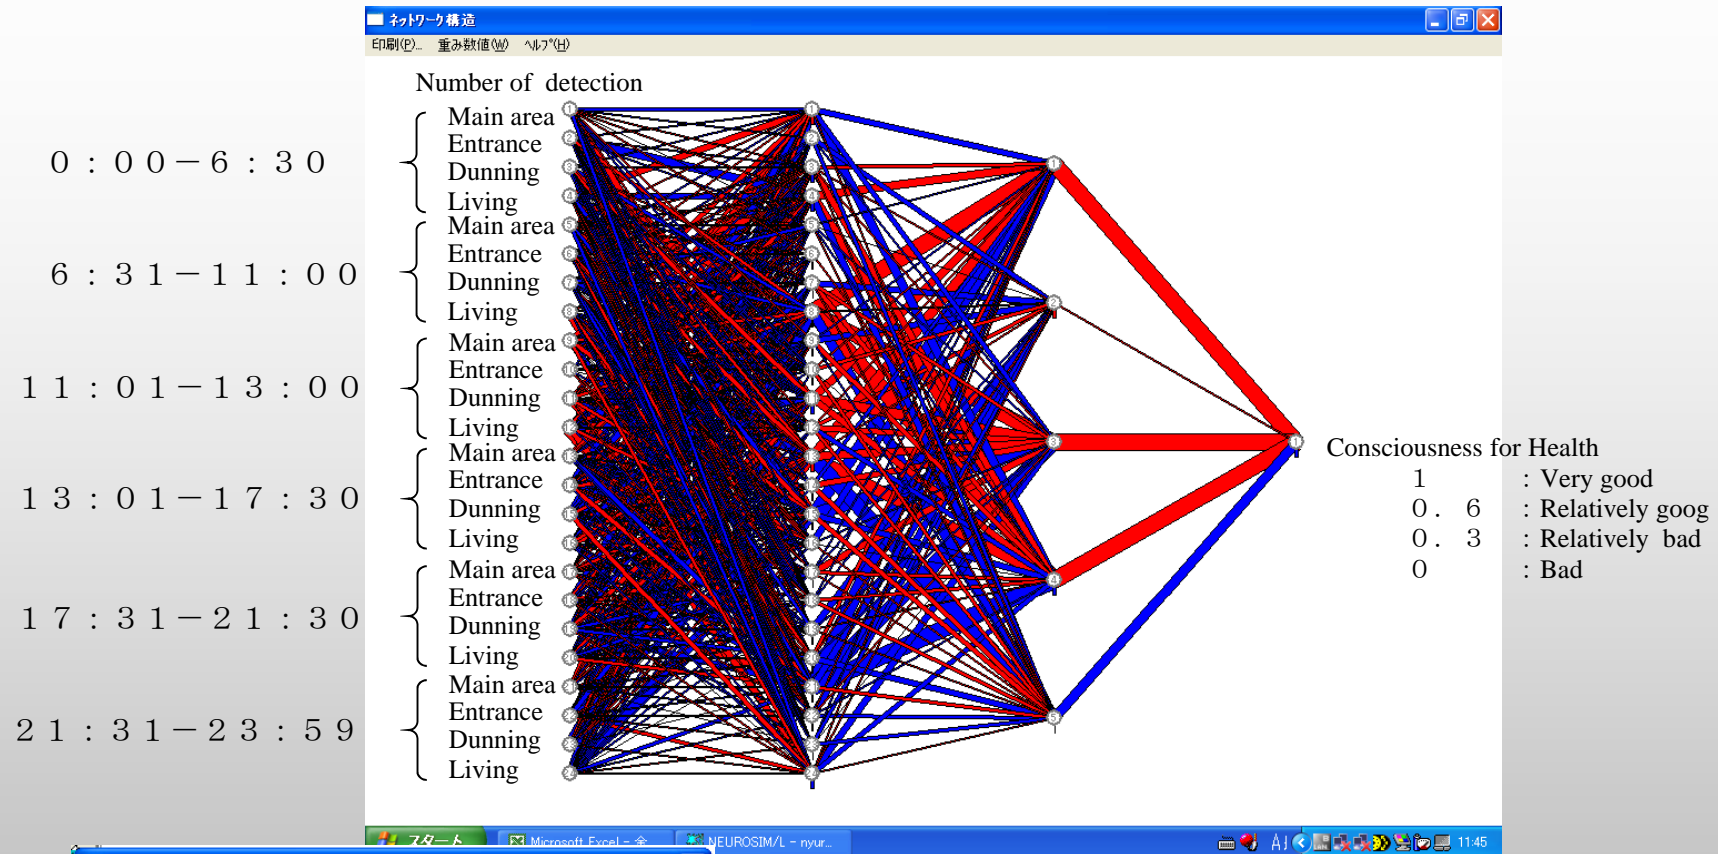 ネットワーク構造
印刷(P)... 重み数値(W) ヘルプ(H)
Number of detection
0：00－6：30
Main area
Entrance
Dunning
Living
6：31－11：00
Main area
Entrance
Dunning
Living
11：01－13：00
Main area
Entrance
Dunning
Living
13：01－17：30
Main area
Entrance
Dunning
Living
17：31－21：30
Main area
Entrance
Dunning
Living
21：31－23：59
Main area
Entrance
Dunning
Living
Consciousness for Health
1 : Very good
0.6 : Relatively goog
0.3 : Relatively bad
0 : Bad
スタート Microsoft Excel - 全 NEUROSIM/L - nyur... 11:45